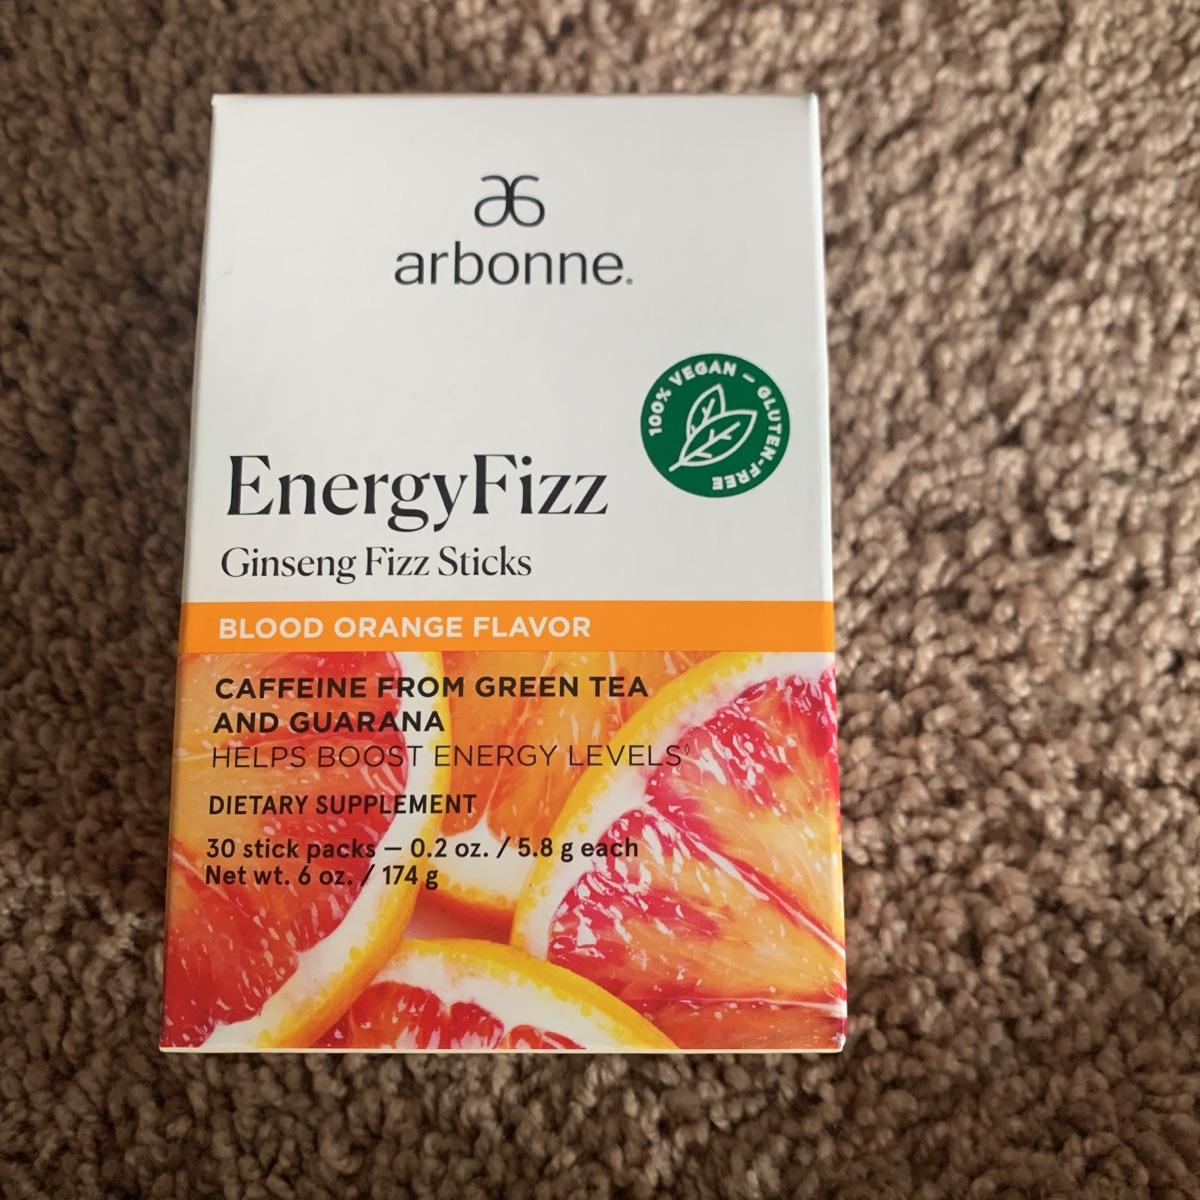 arbonne.
100% VEGAN – GLUTEN-FREE
EnergyFizz
Ginseng Fizz Sticks
BLOOD ORANGE FLAVOR
CAFFEINE FROM GREEN TEA
AND GUARANA
HELPS BOOST ENERGY LEVELS◊
DIETARY SUPPLEMENT
30 stick packs – 0.2 oz. / 5.8 g each
Net wt. 6 oz. / 174 g